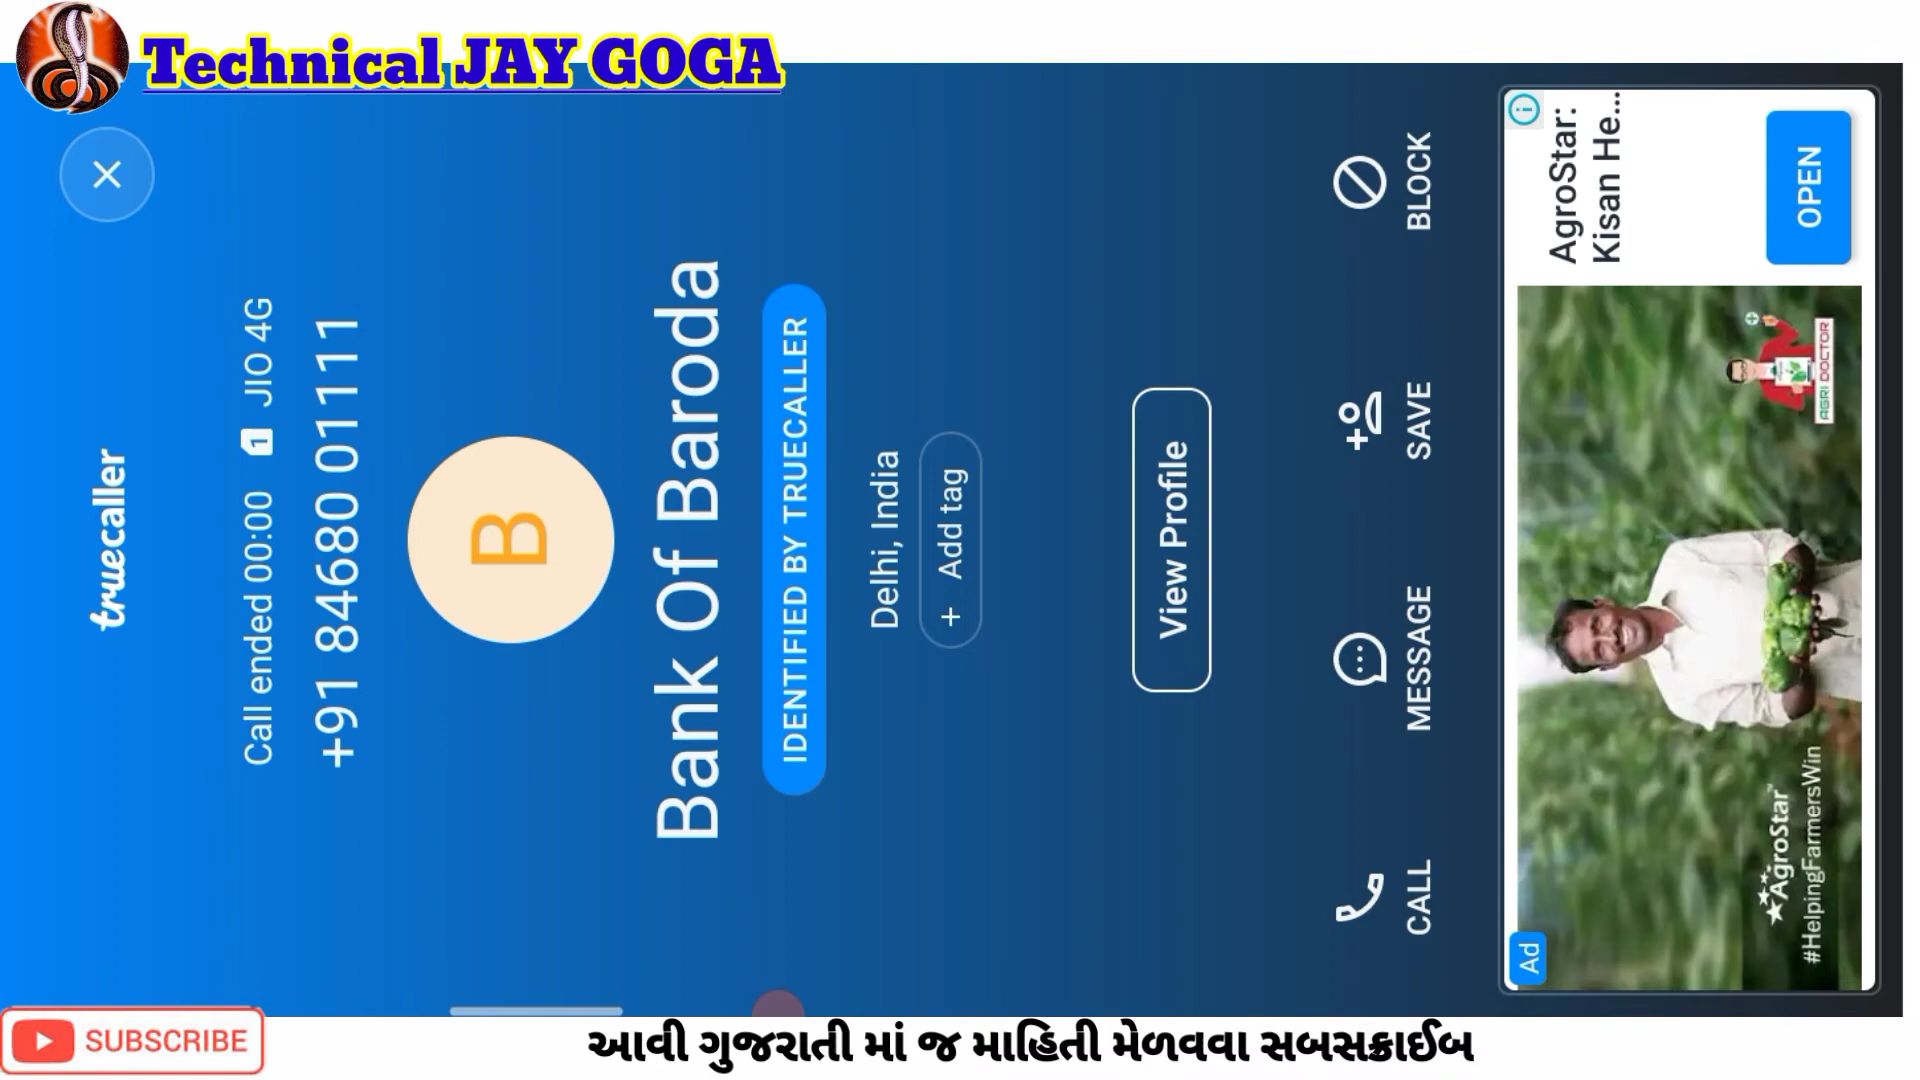 Technical JAY GOGA
truecaller
Call ended 00:00 1 JIO 4G
+91 84680 01111
B
Bank Of Baroda
IDENTIFIED BY TRUECALLER
Delhi, India
+ Add tag
View Profile
CALL
MESSAGE
SAVE
BLOCK
Ad
AgroStar:
Kisan He...
OPEN
AGRI DOCTOR
AgroStar™
#HelpingFarmersWin
SUBSCRIBE
આવી ગુજરાતી માં જ માહિતી મેળવવા સબસક્રાઈબ